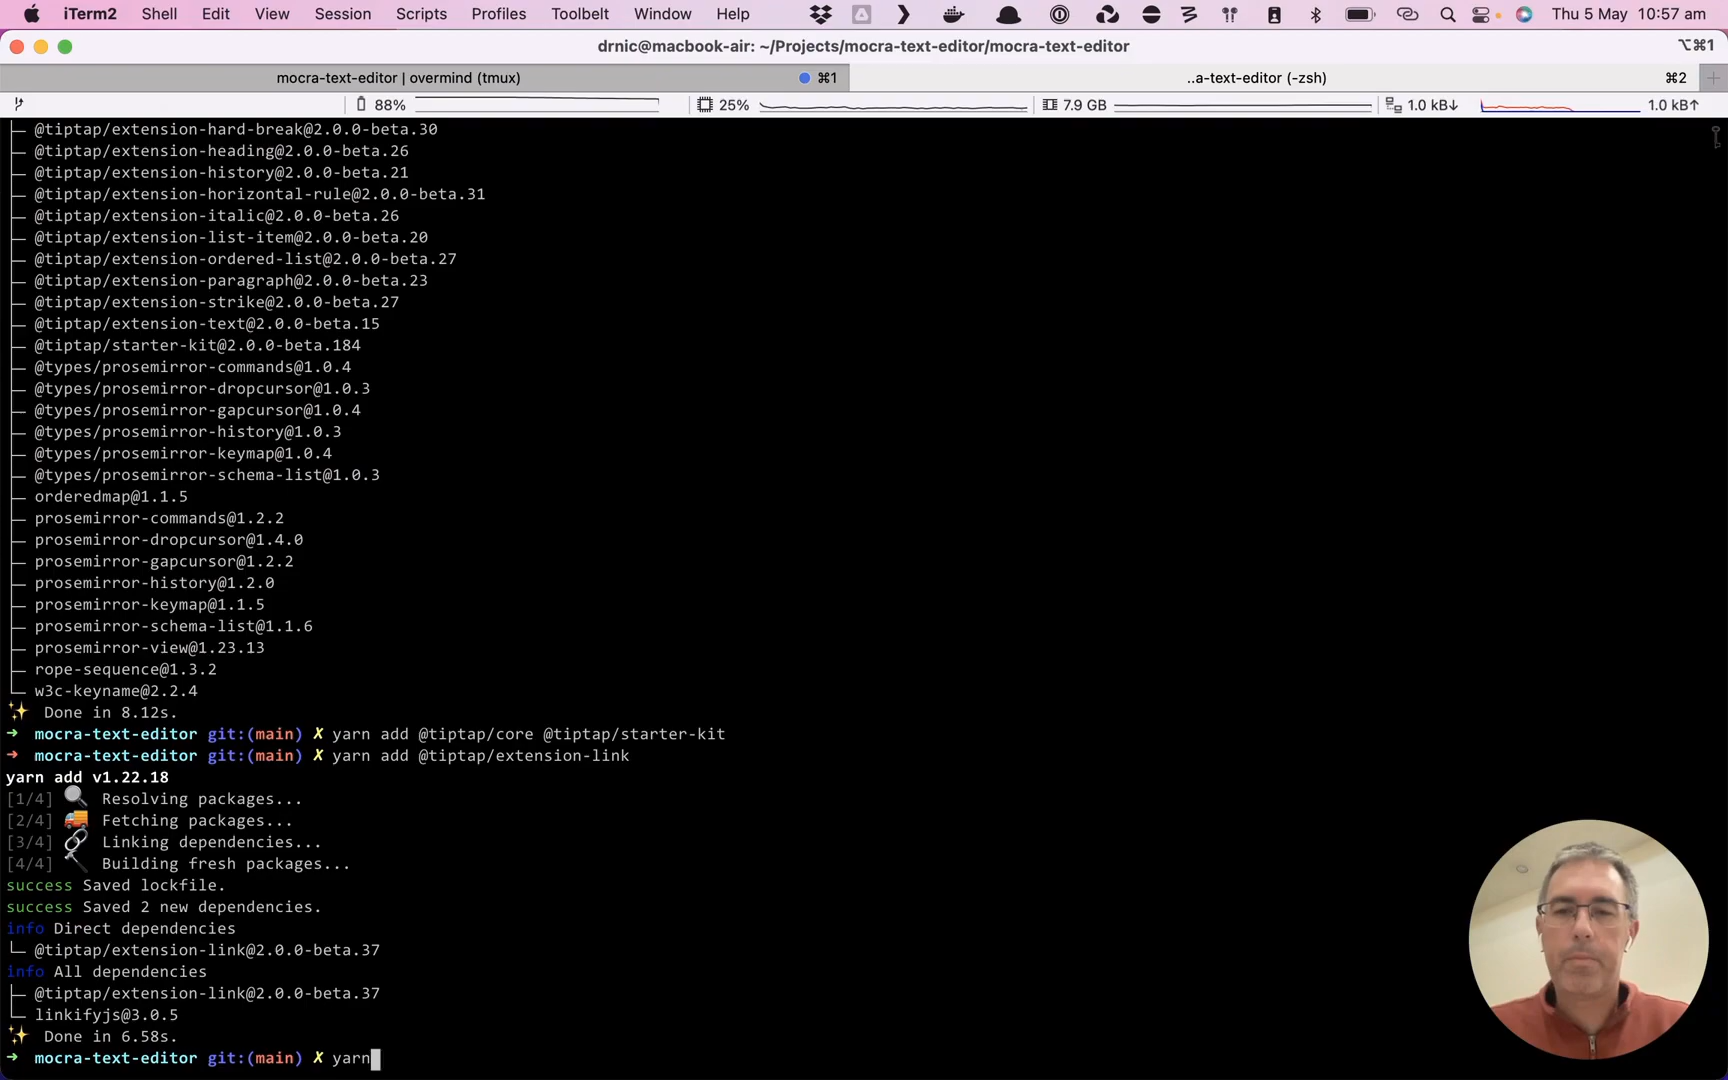 iTerm2 Shell Edit View Session Scripts Profiles Toolbelt Window Help Thu 5 May 10:57 am
drnic@macbook-air: ~/Projects/mocra-text-editor/mocra-text-editor ⌥⌘1
mocra-text-editor | overmind (tmux) ⌘1 ..a-text-editor (-zsh) ⌘2
88% 25% 7.9 GB 1.0 kB↓ 1.0 kB↑
├─ @tiptap/extension-hard-break@2.0.0-beta.30
├─ @tiptap/extension-heading@2.0.0-beta.26
├─ @tiptap/extension-history@2.0.0-beta.21
├─ @tiptap/extension-horizontal-rule@2.0.0-beta.31
├─ @tiptap/extension-italic@2.0.0-beta.26
├─ @tiptap/extension-list-item@2.0.0-beta.20
├─ @tiptap/extension-ordered-list@2.0.0-beta.27
├─ @tiptap/extension-paragraph@2.0.0-beta.23
├─ @tiptap/extension-strike@2.0.0-beta.27
├─ @tiptap/extension-text@2.0.0-beta.15
├─ @tiptap/starter-kit@2.0.0-beta.184
├─ @types/prosemirror-commands@1.0.4
├─ @types/prosemirror-dropcursor@1.0.3
├─ @types/prosemirror-gapcursor@1.0.4
├─ @types/prosemirror-history@1.0.3
├─ @types/prosemirror-keymap@1.0.4
├─ @types/prosemirror-schema-list@1.0.3
├─ orderedmap@1.1.5
├─ prosemirror-commands@1.2.2
├─ prosemirror-dropcursor@1.4.0
├─ prosemirror-gapcursor@1.2.2
├─ prosemirror-history@1.2.0
├─ prosemirror-keymap@1.1.5
├─ prosemirror-schema-list@1.1.6
├─ prosemirror-view@1.23.13
├─ rope-sequence@1.3.2
└─ w3c-keyname@2.2.4
✨ Done in 8.12s.
➜ mocra-text-editor git:(main) ✗ yarn add @tiptap/core @tiptap/starter-kit
➜ mocra-text-editor git:(main) ✗ yarn add @tiptap/extension-link
yarn add v1.22.18
[1/4] 🔍 Resolving packages...
[2/4] 🚚 Fetching packages...
[3/4] 🔗 Linking dependencies...
[4/4] 🔨 Building fresh packages...
success Saved lockfile.
success Saved 2 new dependencies.
info Direct dependencies
└─ @tiptap/extension-link@2.0.0-beta.37
info All dependencies
├─ @tiptap/extension-link@2.0.0-beta.37
└─ linkifyjs@3.0.5
✨ Done in 6.58s.
➜ mocra-text-editor git:(main) ✗ yarn